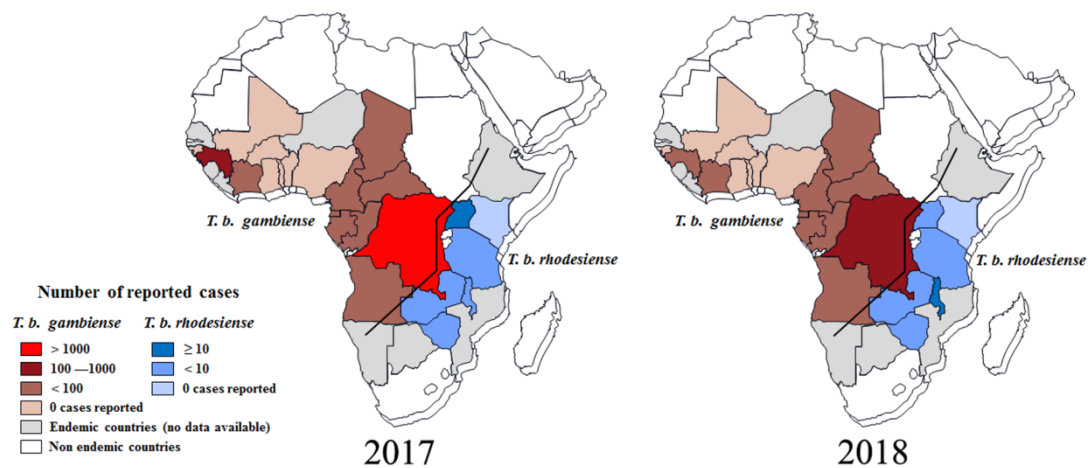 T. b. gambiense
T. b. rhodesiense
T. b. gambiense
T. b. rhodesiense
Number of reported cases
T. b. gambiense T. b. rhodesiense
> 1000 ≥ 10
100 —1000 < 10
< 100 0 cases reported
0 cases reported
Endemic countries (no data available)
Non endemic countries
2017 2018